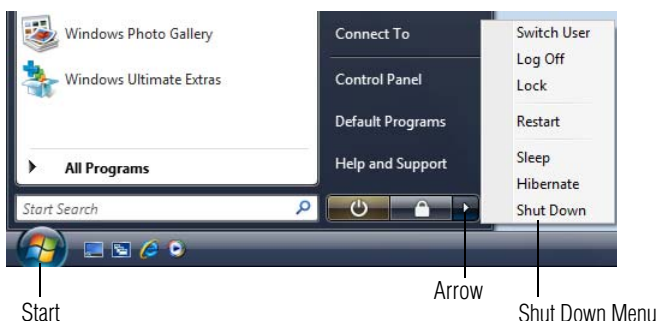 Windows Photo Gallery
Windows Ultimate Extras
All Programs
Start Search
Connect To
Control Panel
Default Programs
Help and Support
Switch User
Log Off
Lock
Restart
Sleep
Hibernate
Shut Down
Start
Arrow
Shut Down Menu